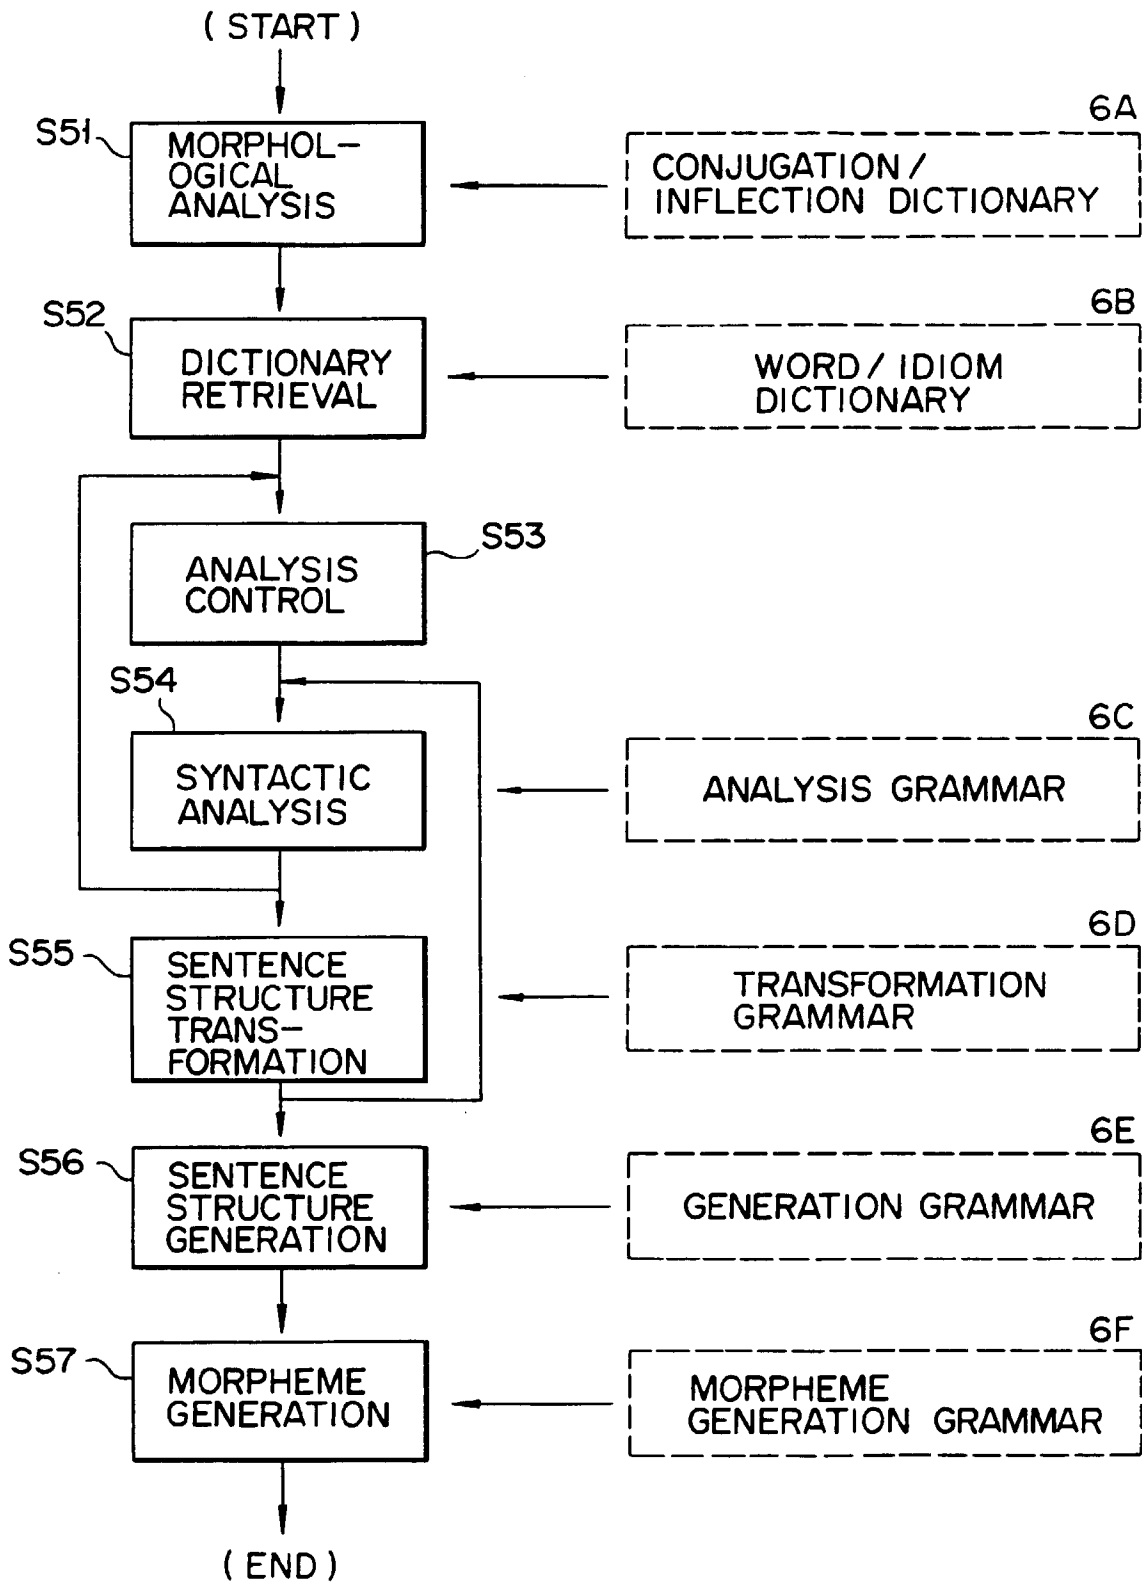 (START)
S51
MORPHOL-
OGICAL
ANALYSIS
6A
CONJUGATION/
INFLECTION DICTIONARY
S52
DICTIONARY
RETRIEVAL
6B
WORD/IDIOM
DICTIONARY
S53
ANALYSIS
CONTROL
S54
SYNTACTIC
ANALYSIS
6C
ANALYSIS GRAMMAR
S55
SENTENCE
STRUCTURE
TRANS-
FORMATION
6D
TRANSFORMATION
GRAMMAR
S56
SENTENCE
STRUCTURE
GENERATION
6E
GENERATION GRAMMAR
S57
MORPHEME
GENERATION
6F
MORPHEME
GENERATION GRAMMAR
(END)